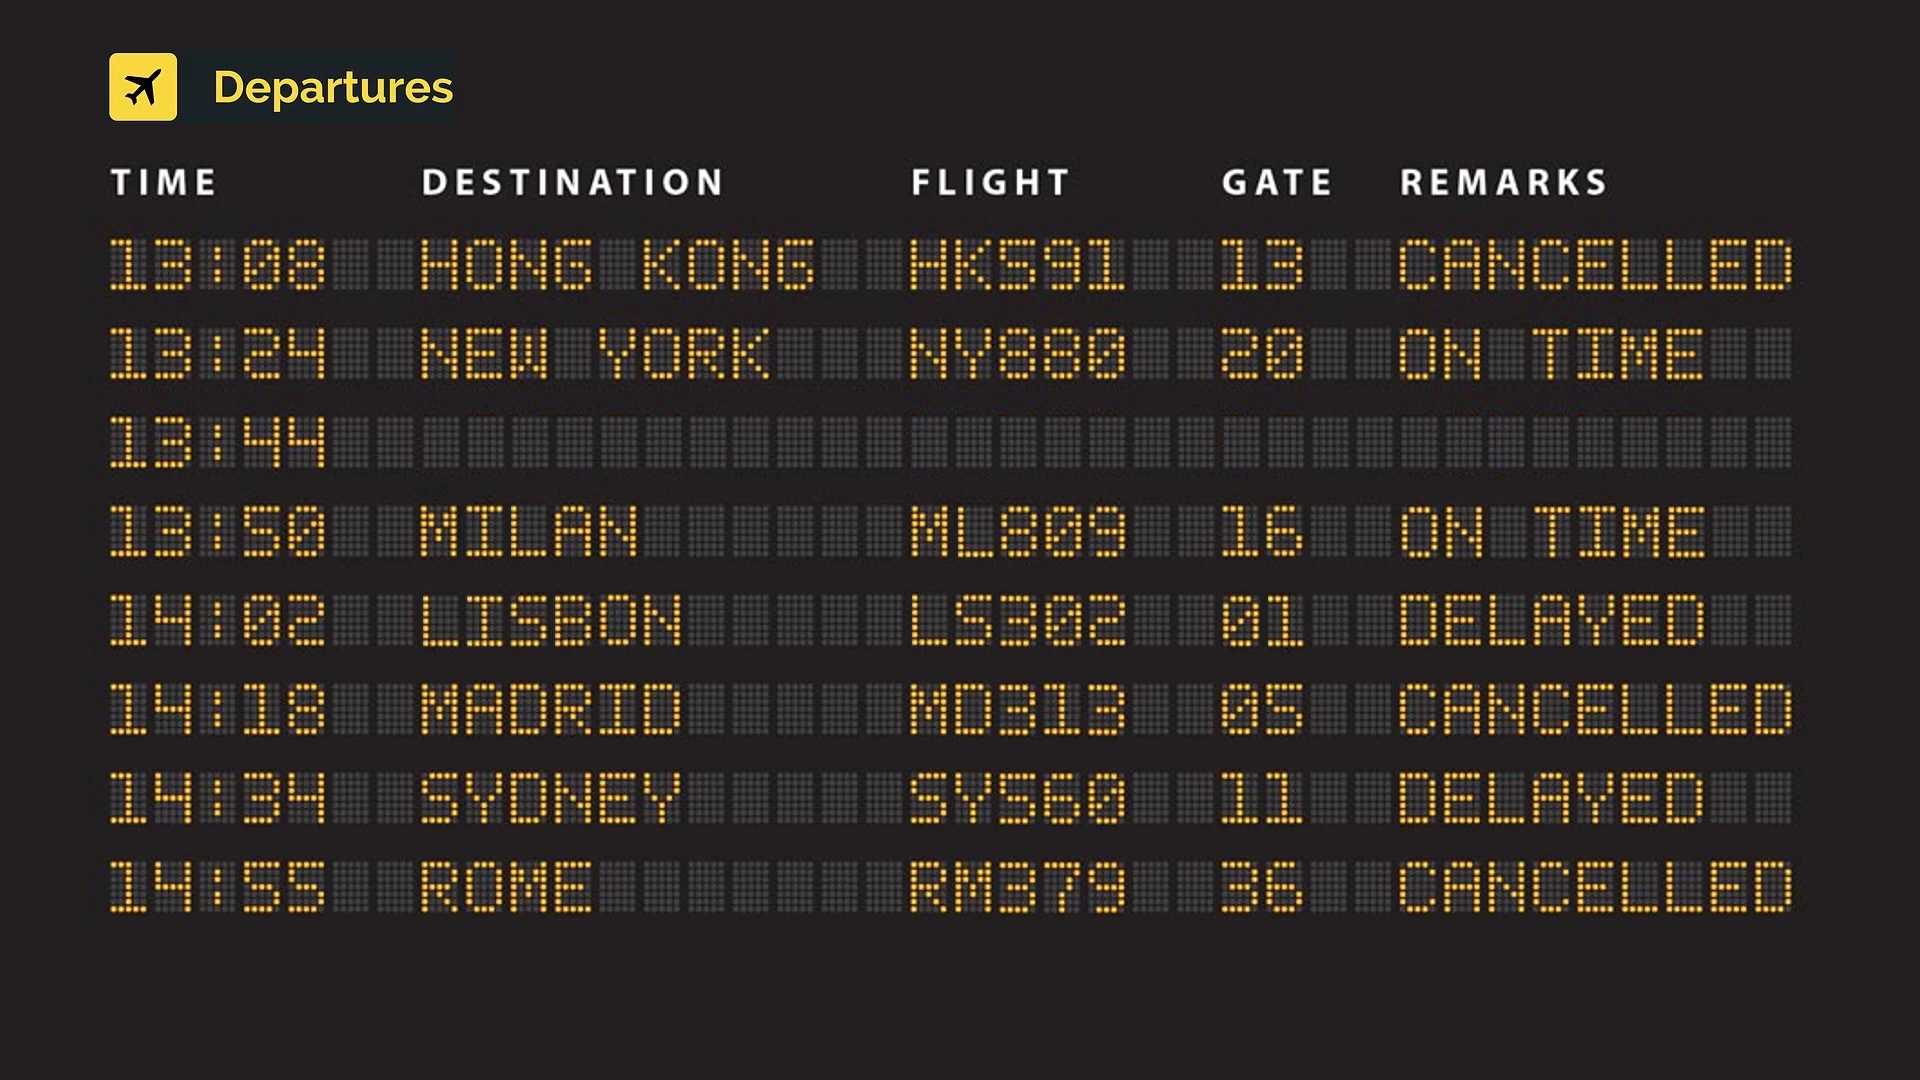 Departures
TIME DESTINATION FLIGHT GATE REMARKS
13:08 HONG KONG HK591 13 CANCELLED
13:24 NEW YORK NY880 20 ON TIME
13:44
13:50 MILAN ML809 16 ON TIME
14:02 LISBON LS302 01 DELAYED
14:18 MADRID MD313 05 CANCELLED
14:34 SYDNEY SY560 11 DELAYED
14:55 ROME RM379 36 CANCELLED